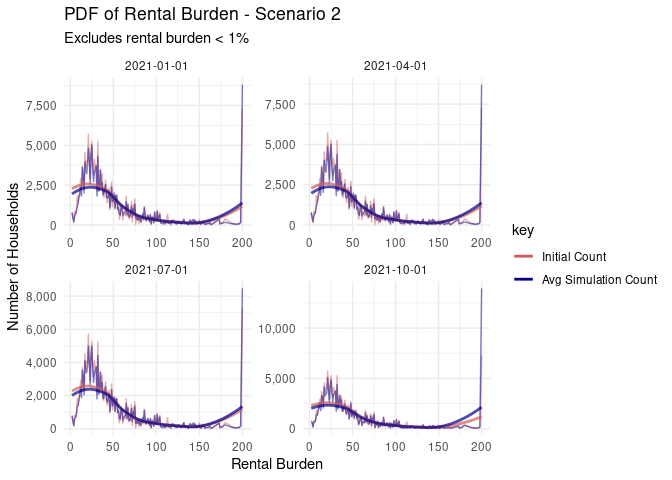 PDF of Rental Burden - Scenario 2
Excludes rental burden < 1%
2021-01-01
2021-04-01
7,500
5,000
2,500
0
7,500
5,000
2,500
0
0 50 100 150 200
0 50 100 150 200
2021-07-01
2021-10-01
8,000
6,000
4,000
2,000
0
10,000
5,000
0
0 50 100 150 200
0 50 100 150 200
Number of Households
Rental Burden
key
Initial Count
Avg Simulation Count